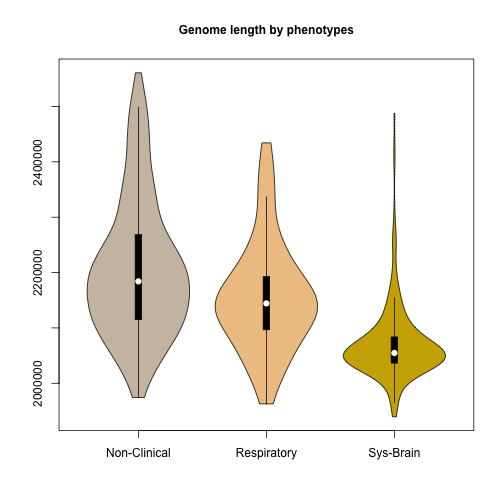 Genome length by phenotypes
2400000
2200000
2000000
Non-Clinical Respiratory Sys-Brain